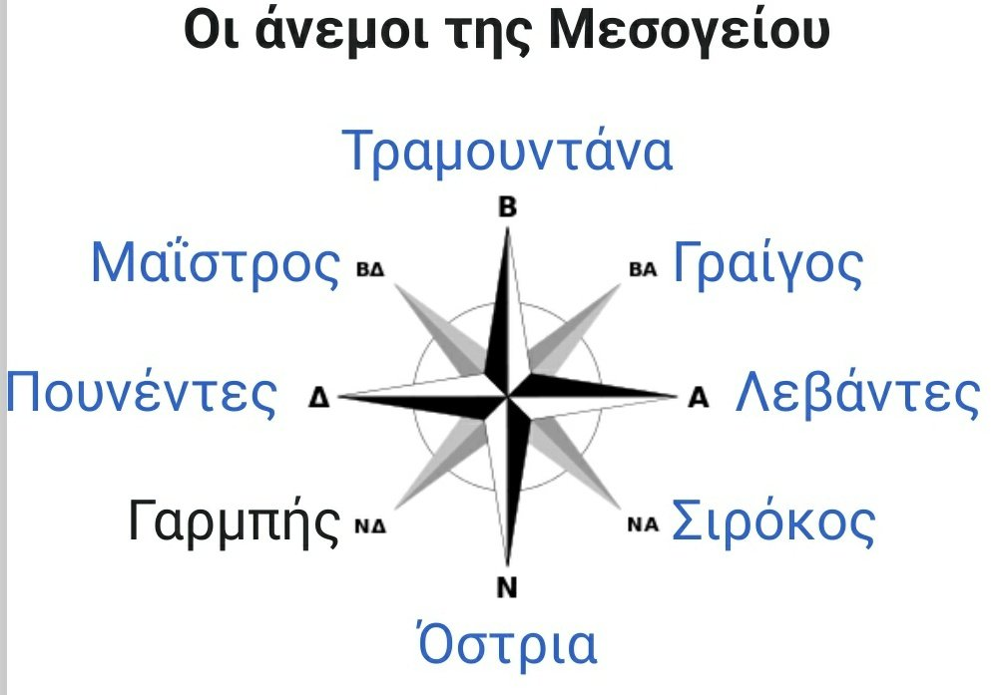 Οι άνεμοι της Μεσογείου
Τραμουντάνα
Β
Μαΐστρος ΒΔ
ΒΑ Γραίγος
Πουνέντες Δ
Α Λεβάντες
Γαρμπής ΝΔ
ΝΑ Σιρόκος
Ν
Όστρια